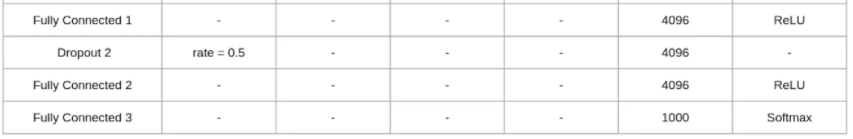 Fully Connected 1 - - - - 4096 ReLU
Dropout 2 rate = 0.5 - - - 4096 -
Fully Connected 2 - - - - 4096 ReLU
Fully Connected 3 - - - - 1000 Softmax